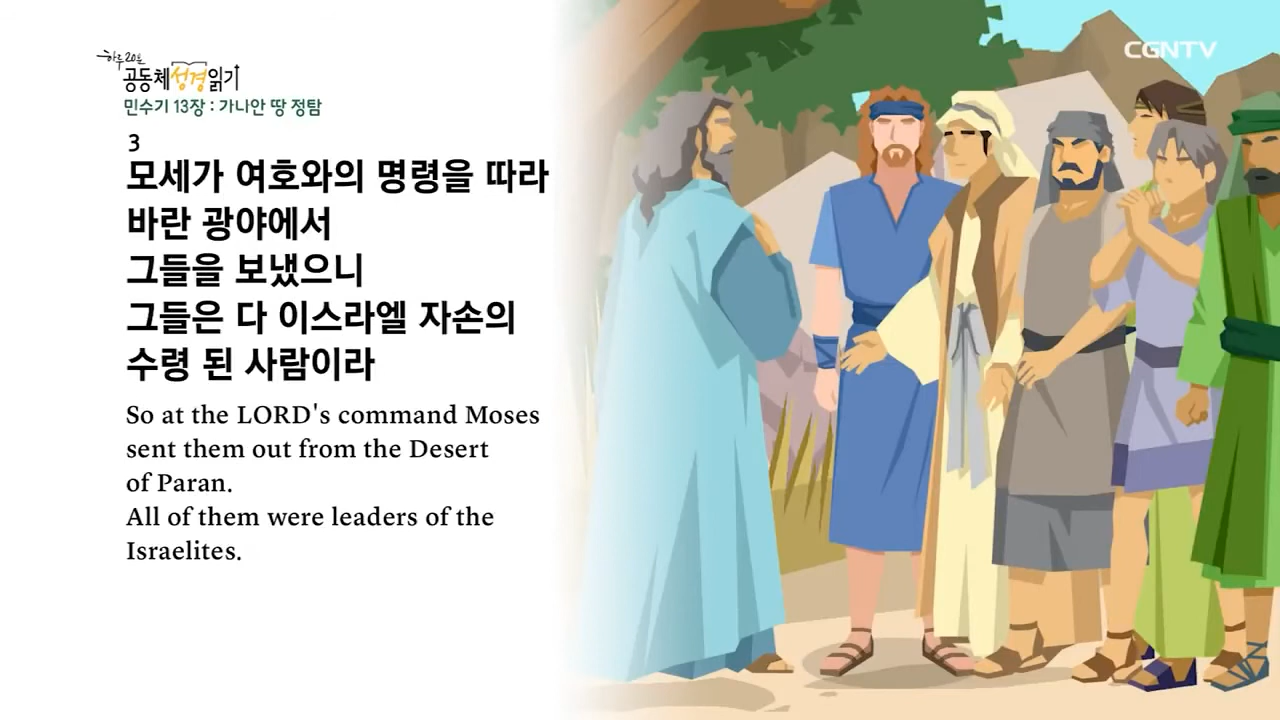 하루 20분
공동체성경읽기
CGNTV
민수기 13장 : 가나안 땅 정탐
3
모세가 여호와의 명령을 따라
바란 광야에서
그들을 보냈으니
그들은 다 이스라엘 자손의
수령 된 사람이라
So at the LORD's command Moses
sent them out from the Desert
of Paran.
All of them were leaders of the
Israelites.